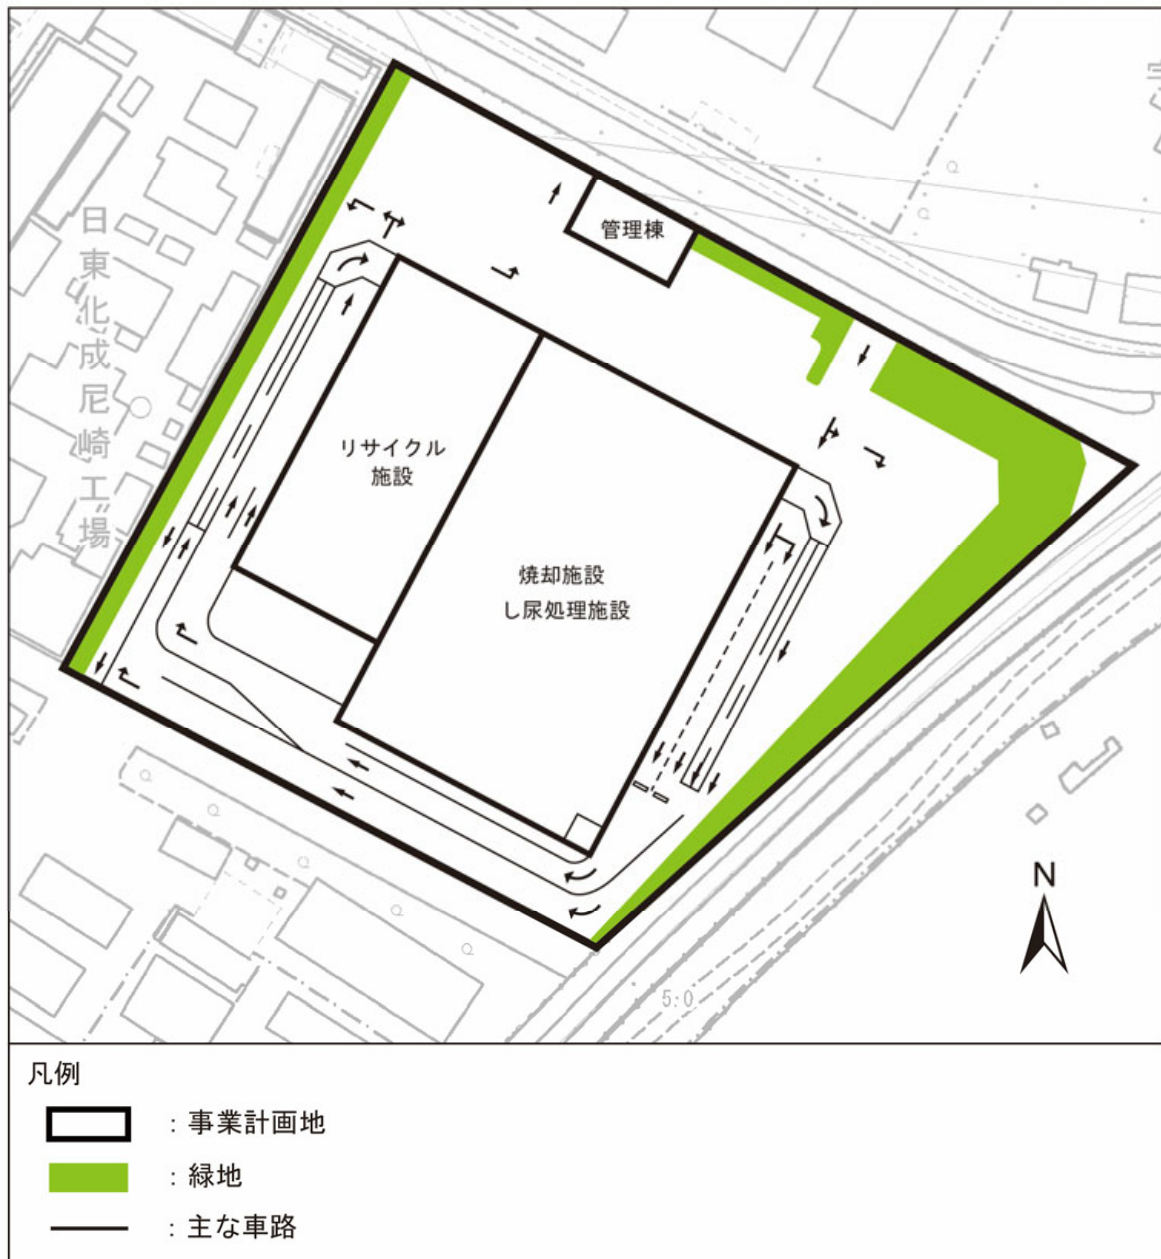 管理棟
日東化成尼崎工場
リサイクル
施設
焼却施設
し尿処理施設
N
5.0
凡例
：事業計画地
：緑地
：主な車路